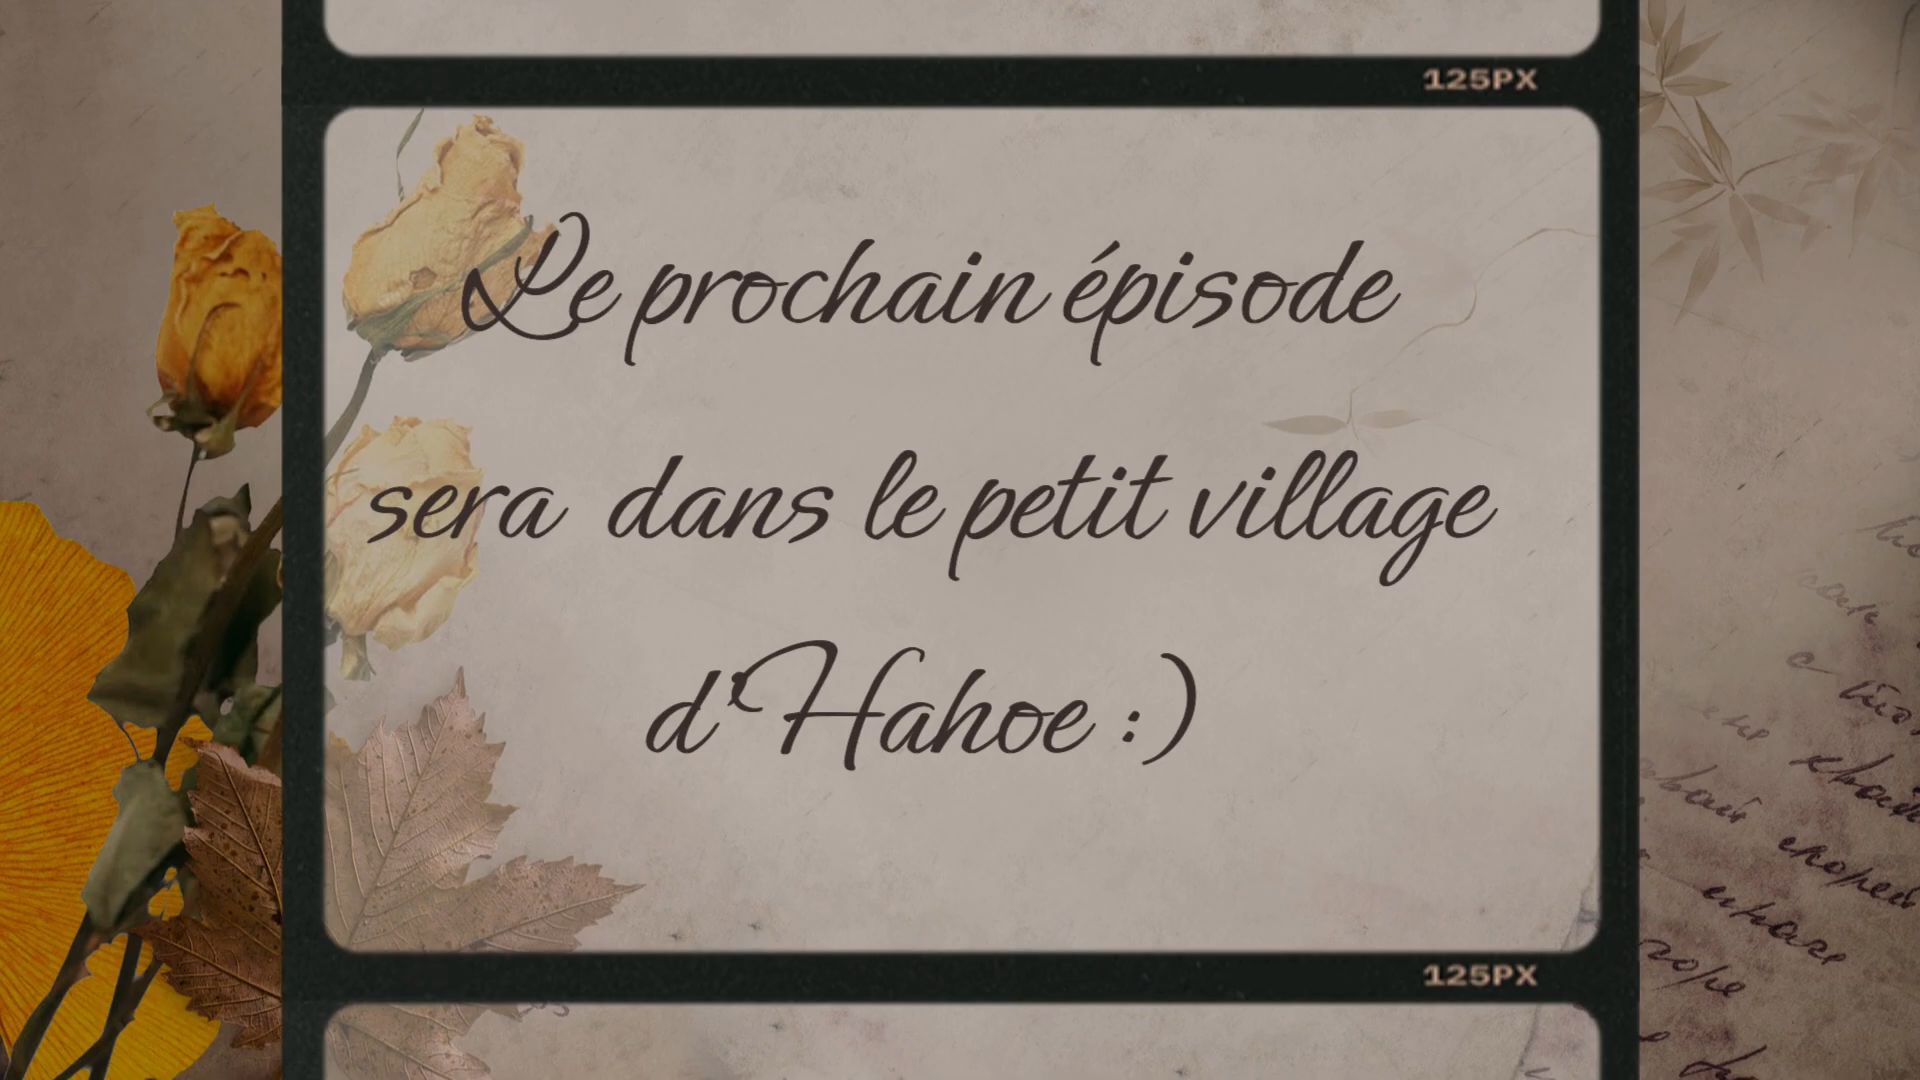 125PX
Le prochain épisode
sera dans le petit village
d'Hahoe :)
125PX